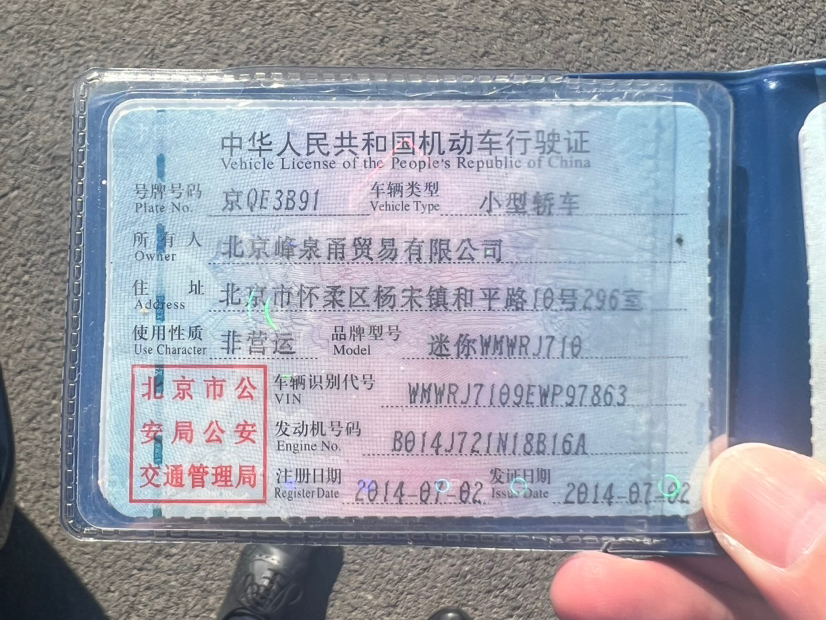 中华人民共和国机动车行驶证
Vehicle License of the People's Republic of China
号牌号码 京QE3B91 车辆类型 小型轿车
Plate No. Vehicle Type
所有人 北京峰泉甬贸易有限公司
Owner
住址 北京市怀柔区杨宋镇和平路10号296室
Address
使用性质 非营运 品牌型号 迷你WMWRJ710
Use Character Model
北京市公 车辆识别代号 WMWRJ7109EWP97863
VIN
安局公安 发动机号码 B014J721N18B16A
Engine No.
交通管理局 注册日期 2014-07-02 发证日期 2014-07-02
Register Date Issue Date